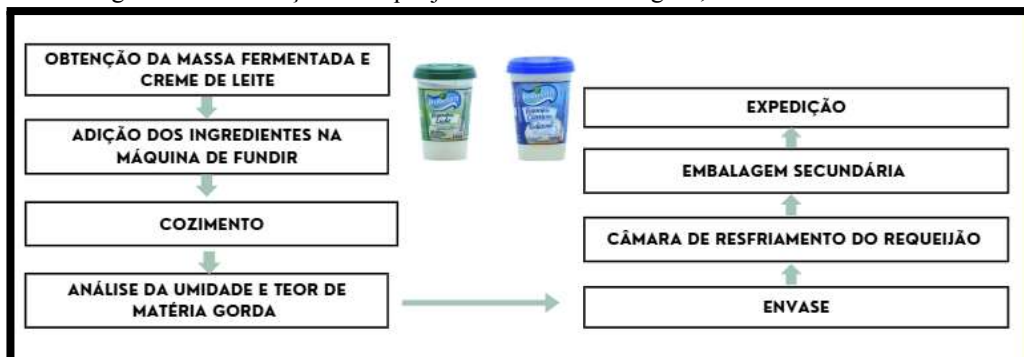 OBTENÇÃO DA MASSA FERMENTADA E
CREME DE LEITE
ADIÇÃO DOS INGREDIENTES NA
MÁQUINA DE FUNDIR
COZIMENTO
ANÁLISE DA UMIDADE E TEOR DE
MATÉRIA GORDA
EXPEDIÇÃO
EMBALAGEM SECUNDÁRIA
CÂMARA DE RESFRIAMENTO DO REQUEIJÃO
ENVASE